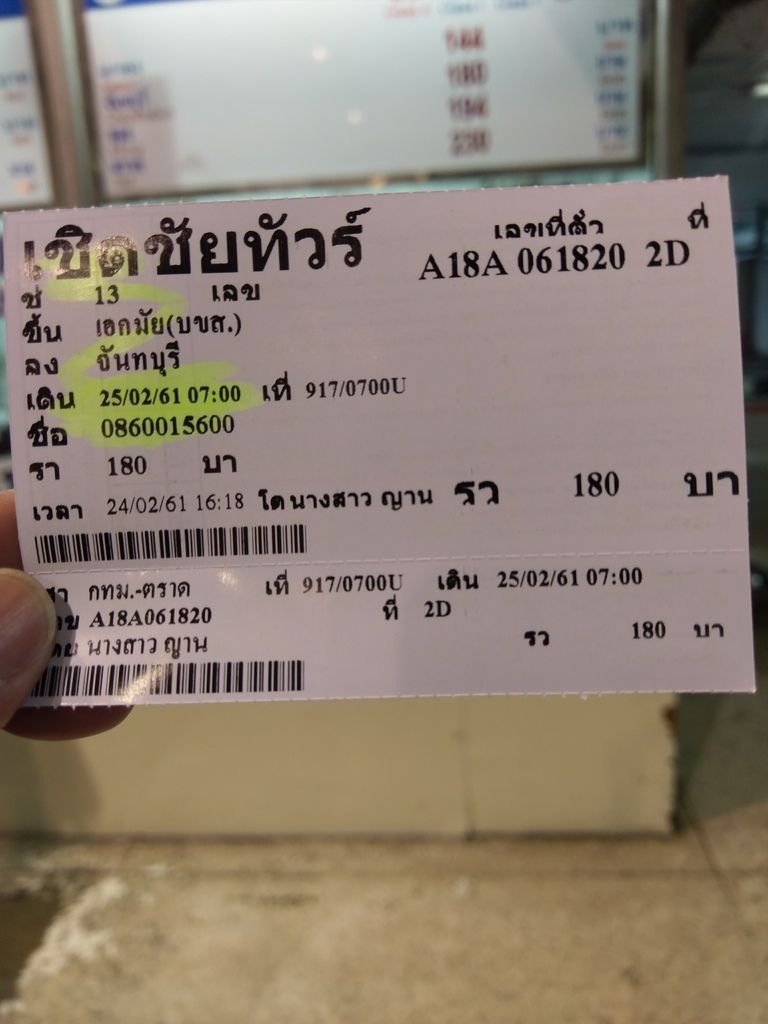 144
180
194
230
เชิดชัยทัวร์ เลขที่ตั๋ว ที่
A18A 061820 2D
ช่ 13 เลข
ขึ้น เอกมัย(บขส.)
ลง จันทบุรี
เดิน 25/02/61 07:00 เที่ 917/0700U
ชื่อ 0860015600
รา 180 บา
เวลา 24/02/61 16:18 โด นางสาว ญาน รว 180 บา
กทม.-ตราด เที่ 917/0700U เดิน 25/02/61 07:00
A18A061820 ที่ 2D
นางสาว ญาน รว 180 บา